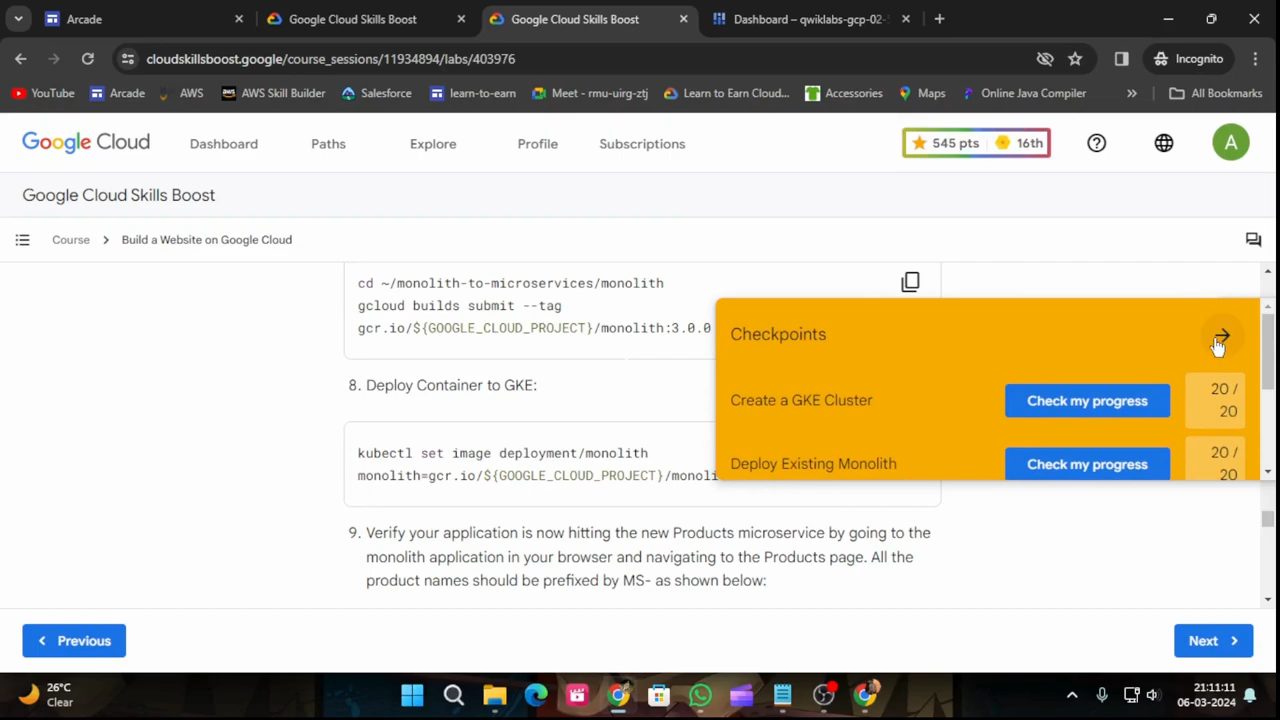 Arcade
Google Cloud Skills Boost
Google Cloud Skills Boost
Dashboard – qwiklabs-gcp-02-
cloudskillsboost.google/course_sessions/11934894/labs/403976
Incognito
YouTube
Arcade
AWS
AWS Skill Builder
Salesforce
learn-to-earn
Meet - rmu-uirg-ztj
Learn to Earn Cloud...
Accessories
Maps
Online Java Compiler
All Bookmarks
Google Cloud
Dashboard
Paths
Explore
Profile
Subscriptions
545 pts
16th
A
Google Cloud Skills Boost
Course
Build a Website on Google Cloud
cd ~/monolith-to-microservices/monolith
gcloud builds submit --tag
gcr.io/${GOOGLE_CLOUD_PROJECT}/monolith:3.0.0
Checkpoints
Create a GKE Cluster
Check my progress
20 /
20
Deploy Existing Monolith
Check my progress
20 /
20
8. Deploy Container to GKE:
kubectl set image deployment/monolith
monolith=gcr.io/${GOOGLE_CLOUD_PROJECT}/monol
9. Verify your application is now hitting the new Products microservice by going to the
monolith application in your browser and navigating to the Products page. All the
product names should be prefixed by MS- as shown below:
Previous
Next
26°C
Clear
21:11:11
06-03-2024